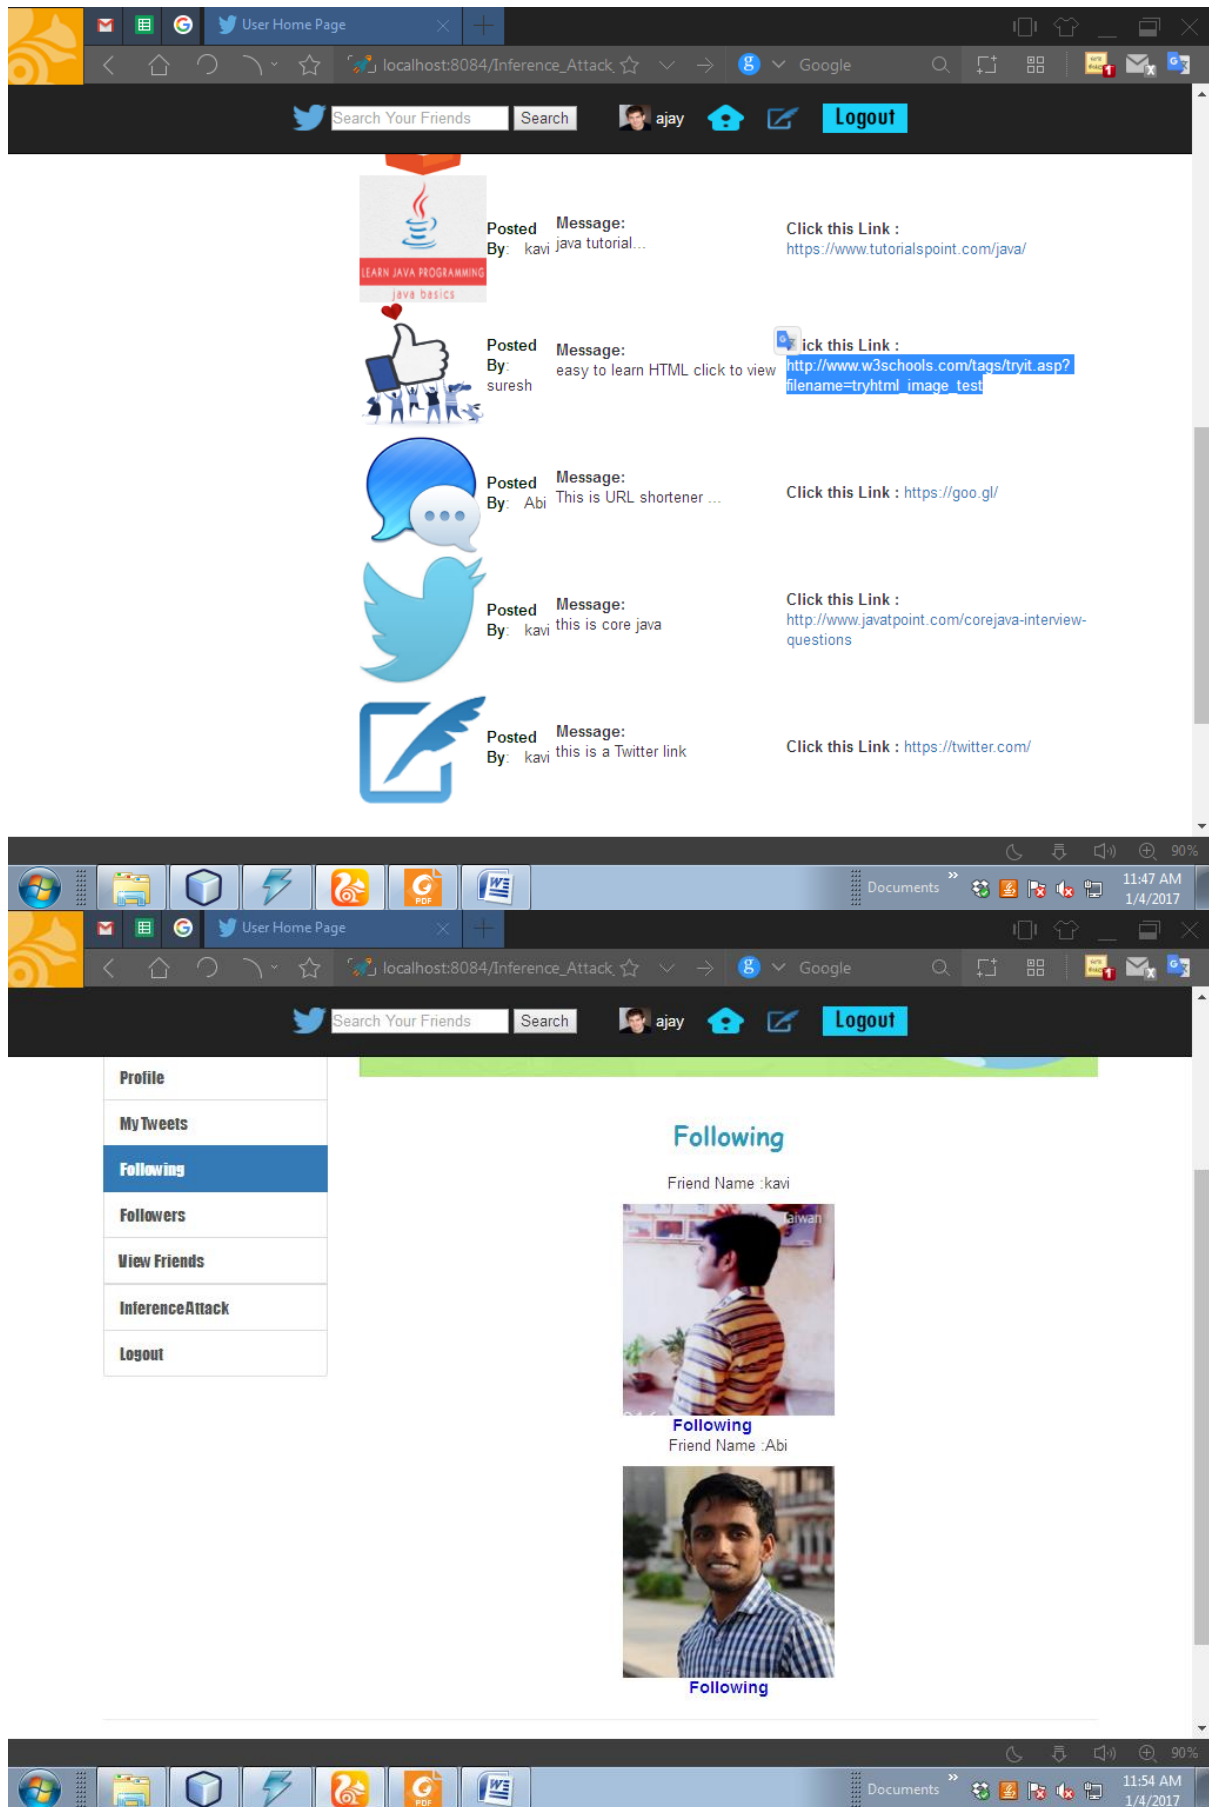 User Home Page
localhost:8084/Inference_Attack
Google
Search Your Friends
Search
ajay
Logout
LEARN JAVA PROGRAMMING
java basics
Posted By: kavi
Message:
java tutorial...
Click this Link :
https://www.tutorialspoint.com/java/
Posted By:
suresh
Message:
easy to learn HTML click to view
ick this Link :
http://www.w3schools.com/tags/tryit.asp?
filename=tryhtml_image_test
Posted
By: Abi
Message:
This is URL shortener ...
Click this Link : https://goo.gl/
Posted
By: kavi
Message:
this is core java
Click this Link :
http://www.javatpoint.com/corejava-interview-
questions
Posted
By: kavi
Message:
this is a Twitter link
Click this Link : https://twitter.com/
90%
Documents
11:47 AM
1/4/2017
User Home Page
localhost:8084/Inference_Attack
Google
Search Your Friends
Search
ajay
Logout
Profile
My Tweets
Following
Followers
View Friends
InferenceAttack
Logout
Following
Friend Name :kavi
aiwan
Following
Friend Name :Abi
Following
90%
Documents
11:54 AM
1/4/2017